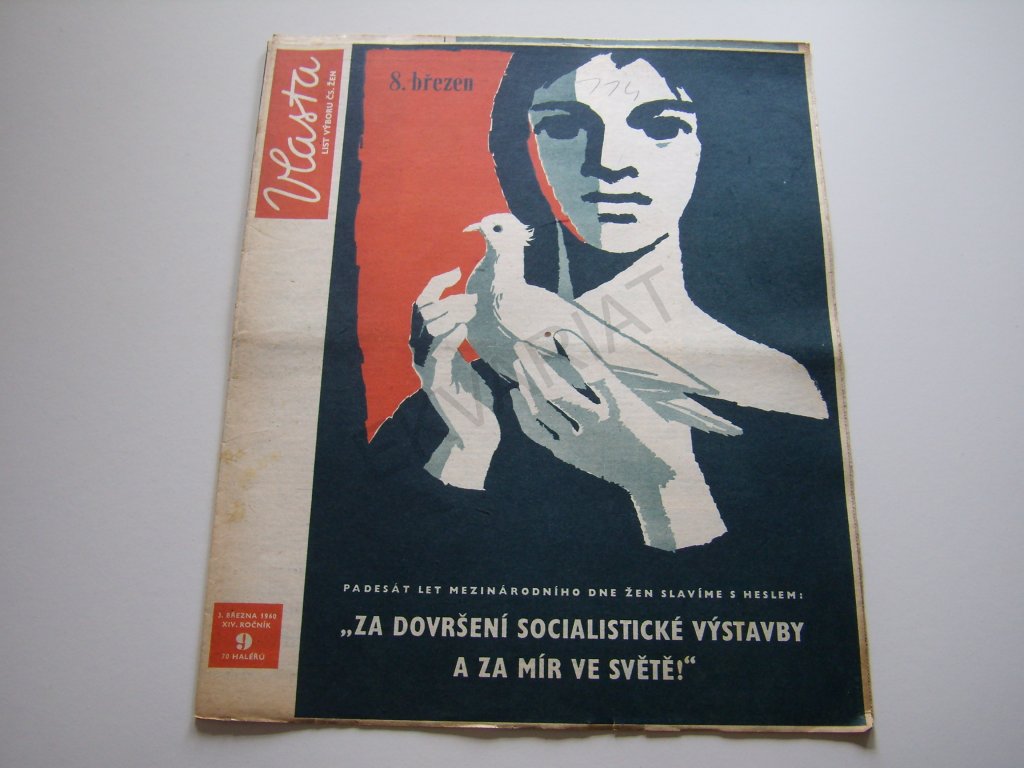 Vlasta
LIST VÝBORU ČS. ŽEN
8. březen
114
PADESÁT LET MEZINÁRODNÍHO DNE ŽEN SLAVÍME S HESLEM:
„ZA DOVRŠENÍ SOCIALISTICKÉ VÝSTAVBY
A ZA MÍR VE SVĚTĚ!“
3. BŘEZNA 1960
XIV. ROČNÍK
9
70 HALÉŘŮ